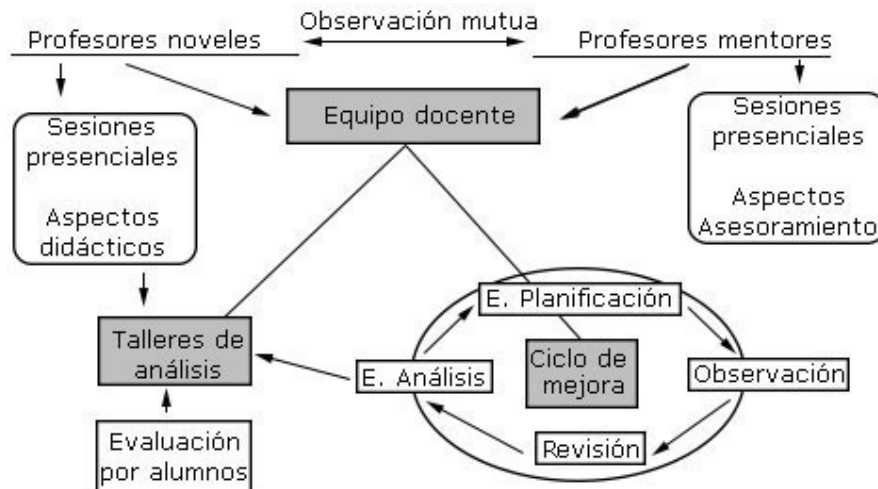 Observación mutua
Profesores noveles
Profesores mentores
Equipo docente
Sesiones
presenciales
Aspectos
didácticos
Sesiones
presenciales
Aspectos
Asesoramiento
E. Planificación
Talleres de
análisis
E. Análisis
Ciclo de
mejora
Observación
Revisión
Evaluación
por alumnos